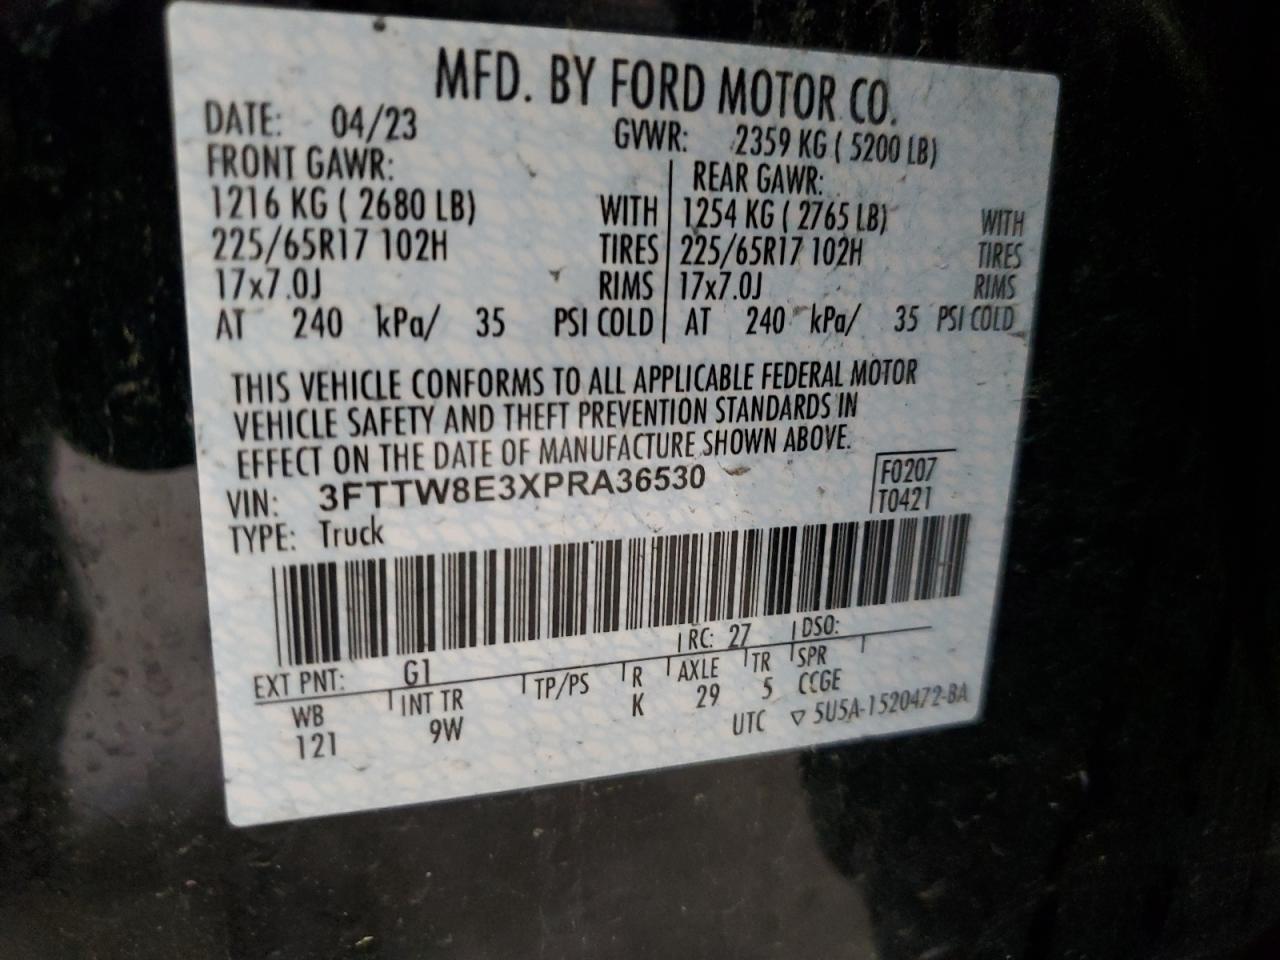 MFD. BY FORD MOTOR CO.
DATE: 04/23 GVWR: 2359 KG ( 5200 LB)
FRONT GAWR: REAR GAWR:
1216 KG ( 2680 LB) WITH 1254 KG ( 2765 LB) WITH
225/65R17 102H TIRES 225/65R17 102H TIRES
17x7.0J RIMS 17x7.0J RIMS
AT 240 kPa/ 35 PSI COLD AT 240 kPa/ 35 PSI COLD
THIS VEHICLE CONFORMS TO ALL APPLICABLE FEDERAL MOTOR
VEHICLE SAFETY AND THEFT PREVENTION STANDARDS IN
EFFECT ON THE DATE OF MANUFACTURE SHOWN ABOVE.
VIN: 3FTTW8E3XPRA36530 F0207
TYPE: Truck T0421
EXT PNT: G1 RC: 27 DSO:
WB INT TR TP/PS R AXLE TR SPR
121 9W K 29 5 CCGE
UTC ▽ 5U5A-1520472-BA